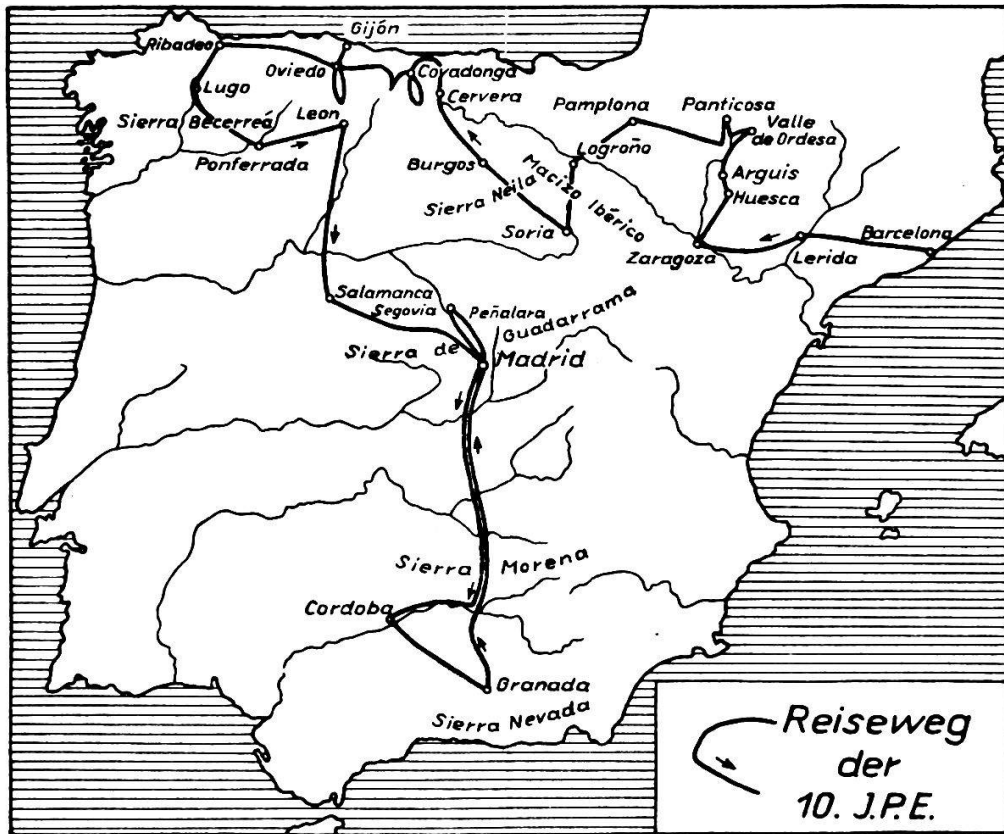 Gijón
Ribadeo
Oviedo
Covadonga
Cervera
Lugo
Leon
Pamplona
Panticosa
Valle
de Ordesa
Sierra Becerreá
Ponferrada
Logroño
Burgos
Arguis
Sierra Neila
Macizo Ibérico
Huesca
Soria
Zaragoza
Lerida
Barcelona
Salamanca
Segovia
Peñalara
Sierra de Guadarrama
Madrid
Sierra Morena
Cordoba
Granada
Sierra Nevada
Reiseweg
der
10. J.P.E.